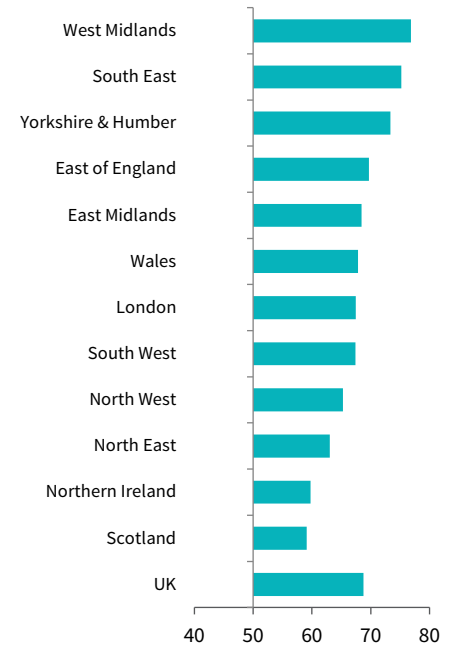 West Midlands
South East
Yorkshire & Humber
East of England
East Midlands
Wales
London
South West
North West
North East
Northern Ireland
Scotland
UK
40 50 60 70 80